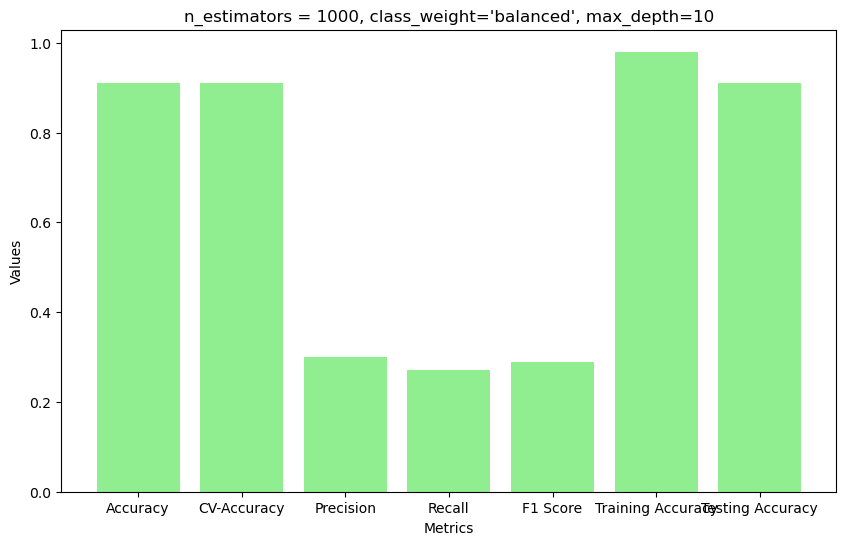 n_estimators = 1000, class_weight='balanced', max_depth=10
1.0
0.8
0.6
0.4
0.2
0.0
Values
Accuracy CV-Accuracy Precision Recall F1 Score Training Accuracy Testing Accuracy
Metrics